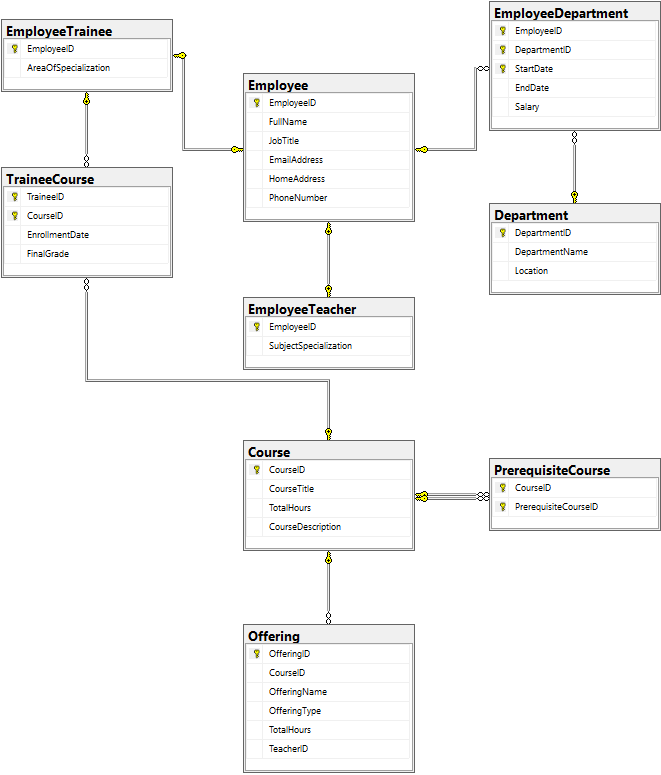 EmployeeTrainee
EmployeeID
AreaOfSpecialization
EmployeeDepartment
EmployeeID
DepartmentID
StartDate
EndDate
Salary
Employee
EmployeeID
FullName
JobTitle
EmailAddress
HomeAddress
PhoneNumber
TraineeCourse
TraineeID
CourseID
EnrollmentDate
FinalGrade
Department
DepartmentID
DepartmentName
Location
EmployeeTeacher
EmployeeID
SubjectSpecialization
Course
CourseID
CourseTitle
TotalHours
CourseDescription
PrerequisiteCourse
CourseID
PrerequisiteCourseID
Offering
OfferingID
CourseID
OfferingName
OfferingType
TotalHours
TeacherID